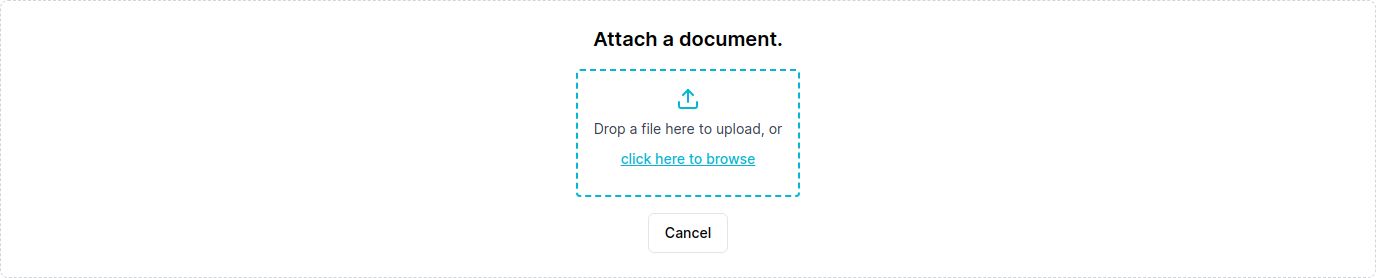 Attach a document.
Drop a file here to upload, or
click here to browse
Cancel